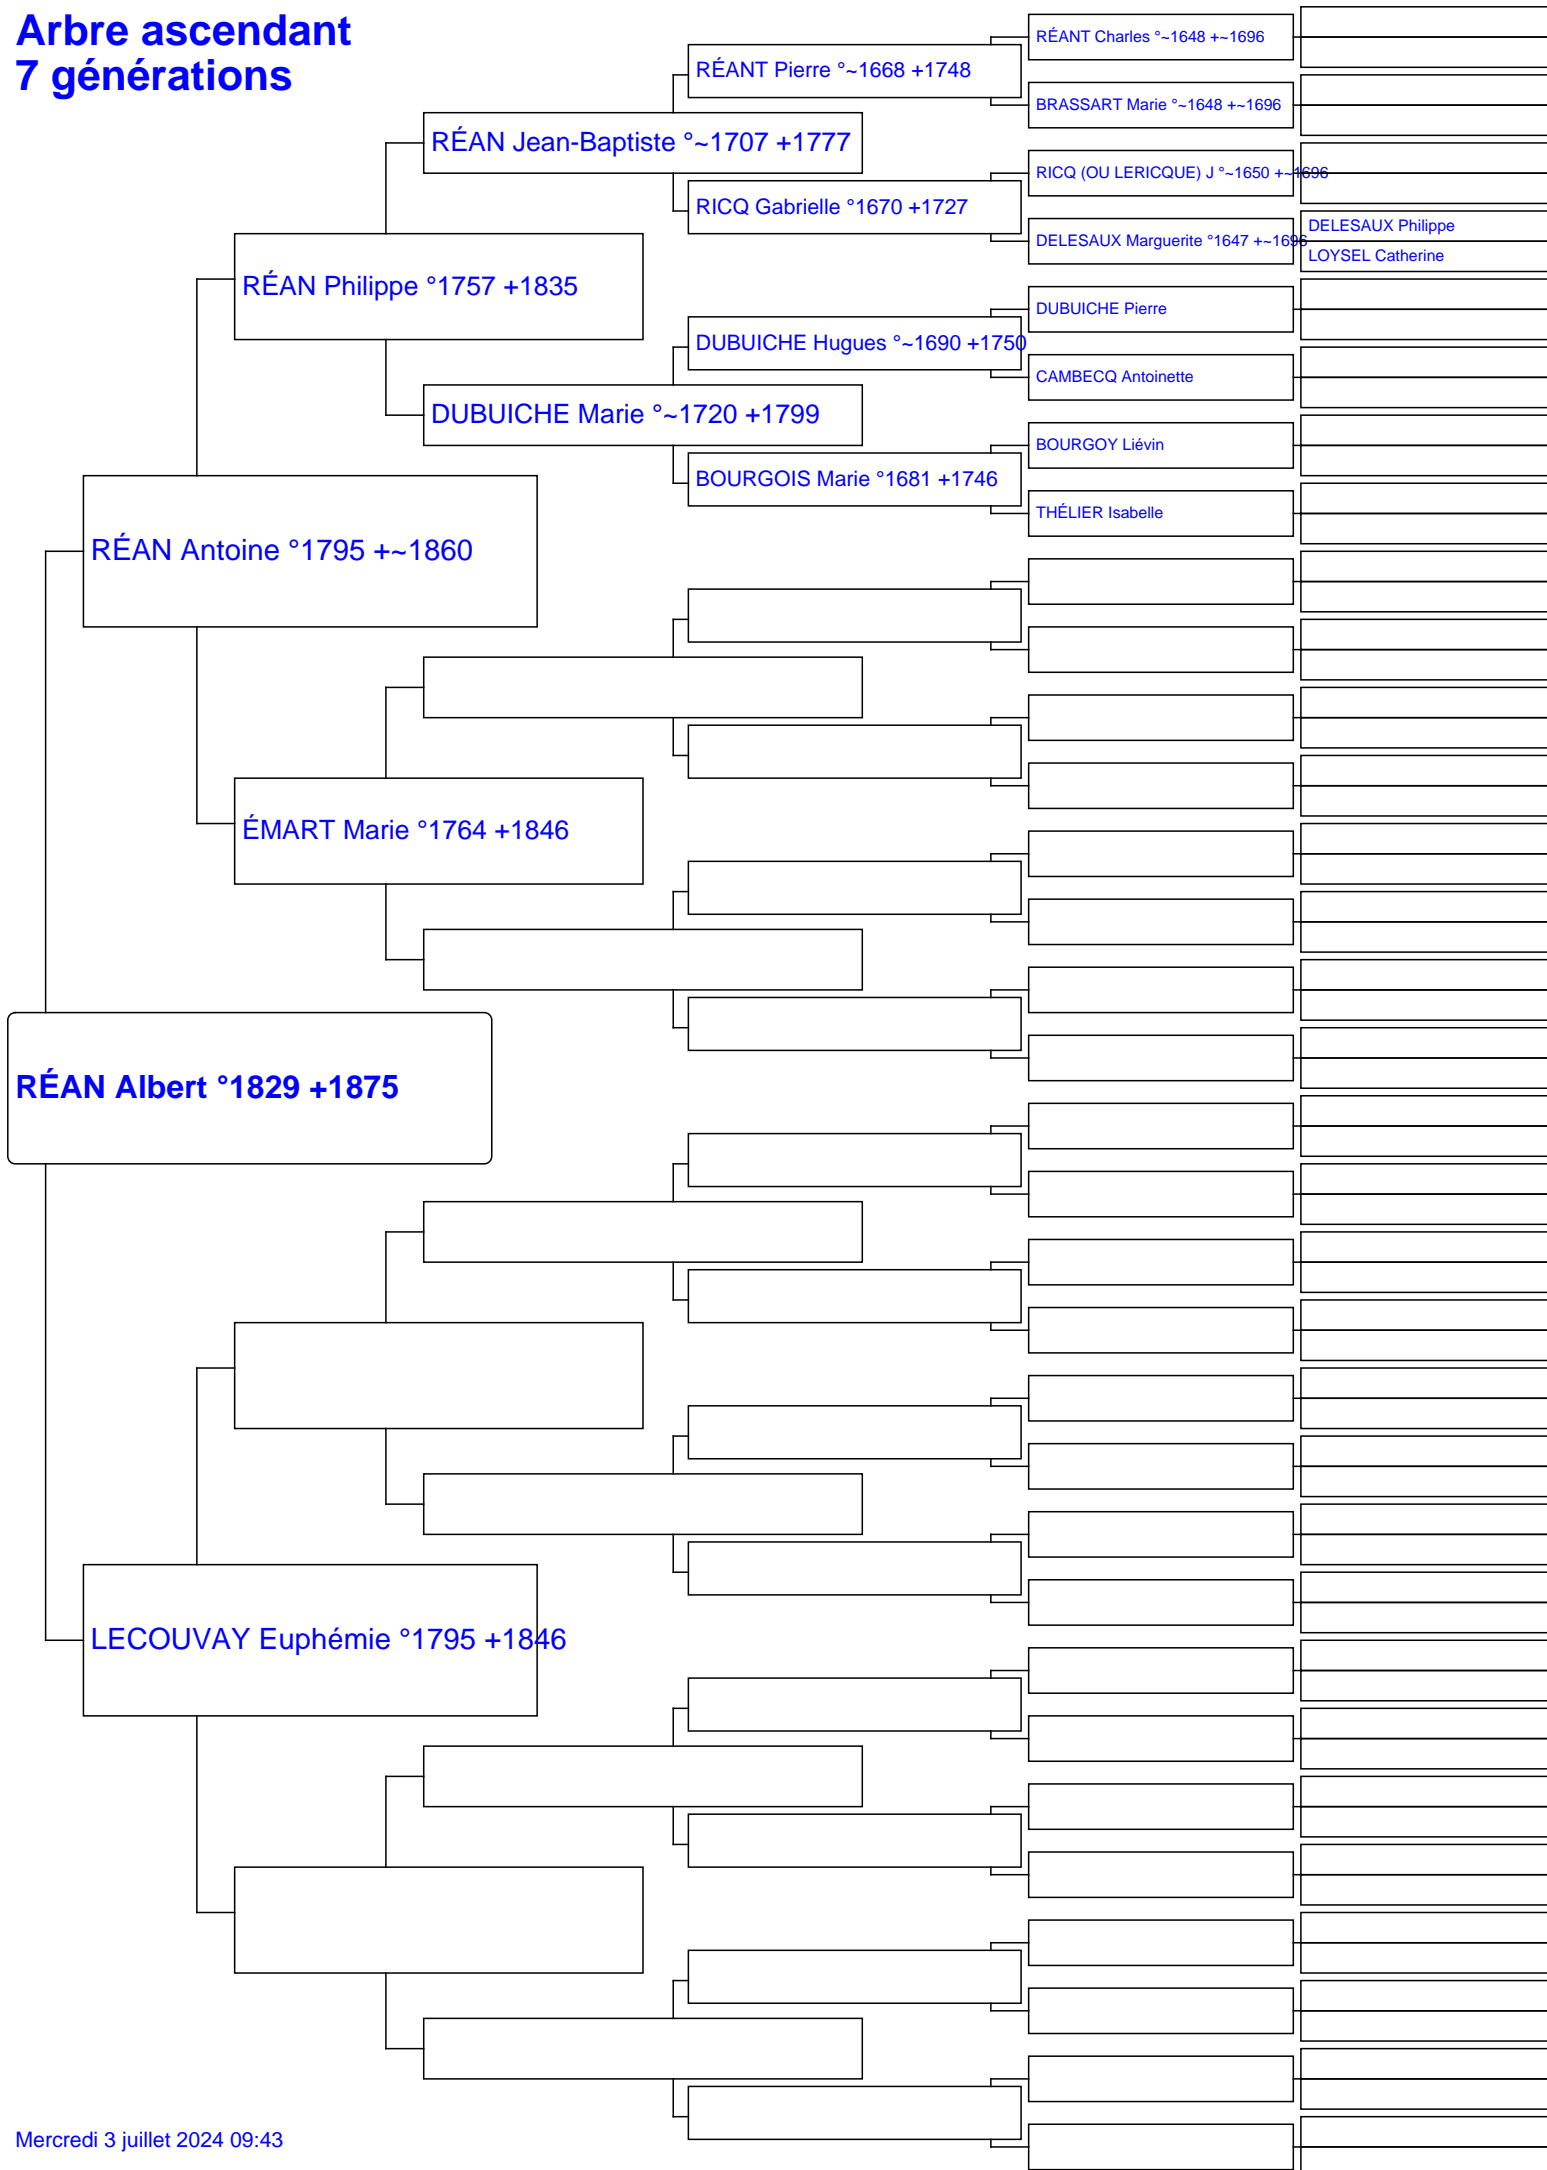 Arbre ascendant
7 générations
RÉANT Charles °~1648 +~1696
RÉANT Pierre °~1668 +1748
BRASSART Marie °~1648 +~1696
RÉAN Jean-Baptiste °~1707 +1777
RICQ (OU LERICQUE) J °~1650 +~1696
RICQ Gabrielle °1670 +1727
DELESAUX Marguerite °1647 +~1696
DELESAUX Philippe
LOYSEL Catherine
RÉAN Philippe °1757 +1835
DUBUICHE Pierre
DUBUICHE Hugues °~1690 +1750
CAMBECQ Antoinette
DUBUICHE Marie °~1720 +1799
BOURGOY Liévin
BOURGOIS Marie °1681 +1746
THÉLIER Isabelle
RÉAN Antoine °1795 +~1860
ÉMART Marie °1764 +1846
RÉAN Albert °1829 +1875
LECOUVAY Euphémie °1795 +1846
Mercredi 3 juillet 2024 09:43